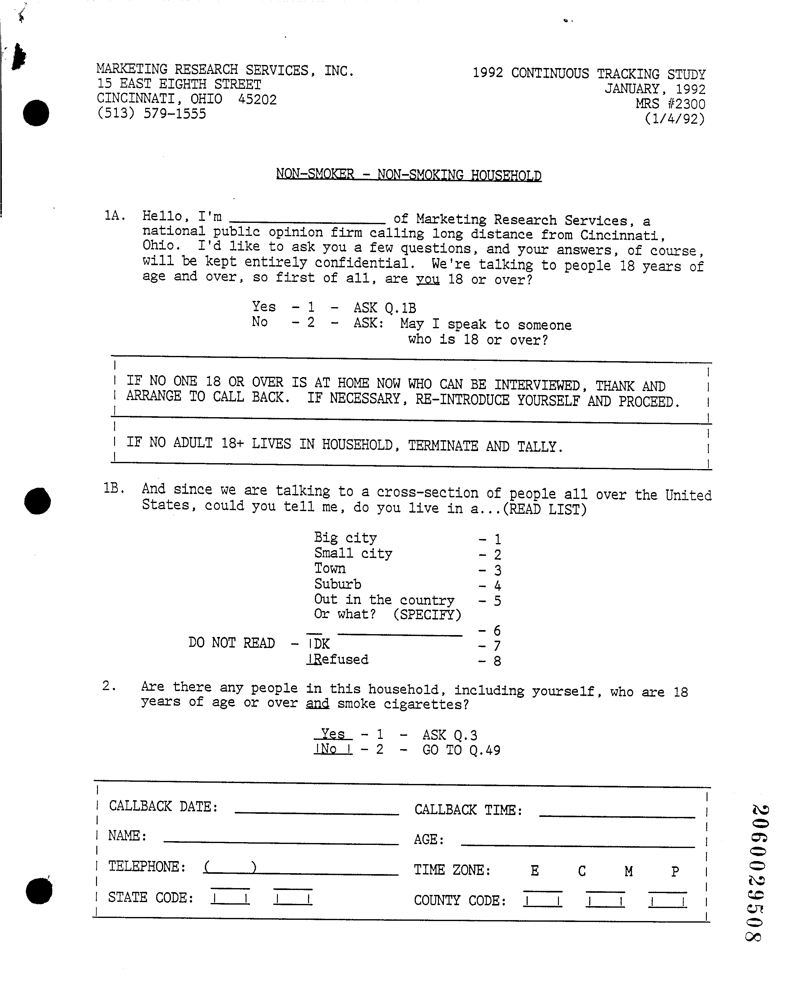 MARKETING RESEARCH SERVICES, INC.
15 EAST EIGHTH STREET
CINCINNATI, OHIO 45202
(513) 579-1555
1992 CONTINUOUS TRACKING STUDY
JANUARY, 1992
MRS #2300
(1/4/92)
NON-SMOKER - NON-SMOKING HOUSEHOLD
1A. Hello, I'm _______________ of Marketing Research Services, a
national public opinion firm calling long distance from Cincinnati,
Ohio. I'd like to ask you a few questions, and your answers, of course,
will be kept entirely confidential. We're talking to people 18 years of
age and over, so first of all, are you 18 or over?
Yes - 1 - ASK Q.1B
No - 2 - ASK: May I speak to someone
who is 18 or over?
IF NO ONE 18 OR OVER IS AT HOME NOW WHO CAN BE INTERVIEWED, THANK AND
ARRANGE TO CALL BACK. IF NECESSARY, RE-INTRODUCE YOURSELF AND PROCEED.
IF NO ADULT 18+ LIVES IN HOUSEHOLD, TERMINATE AND TALLY.
1B. And since we are talking to a cross-section of people all over the United
States, could you tell me, do you live in a...(READ LIST)
Big city - 1
Small city - 2
Town - 3
Suburb - 4
Out in the country - 5
Or what? (SPECIFY)
_______________ - 6
DO NOT READ - DK - 7
Refused - 8
2. Are there any people in this household, including yourself, who are 18
years of age or over and smoke cigarettes?
Yes - 1 - ASK Q.3
No - 2 - GO TO Q.49
CALLBACK DATE: _______________ CALLBACK TIME: _______________
NAME: _______________ AGE: _______________
TELEPHONE: ( ) _______________ TIME ZONE: E C M P
STATE CODE: COUNTY CODE:
2060029508